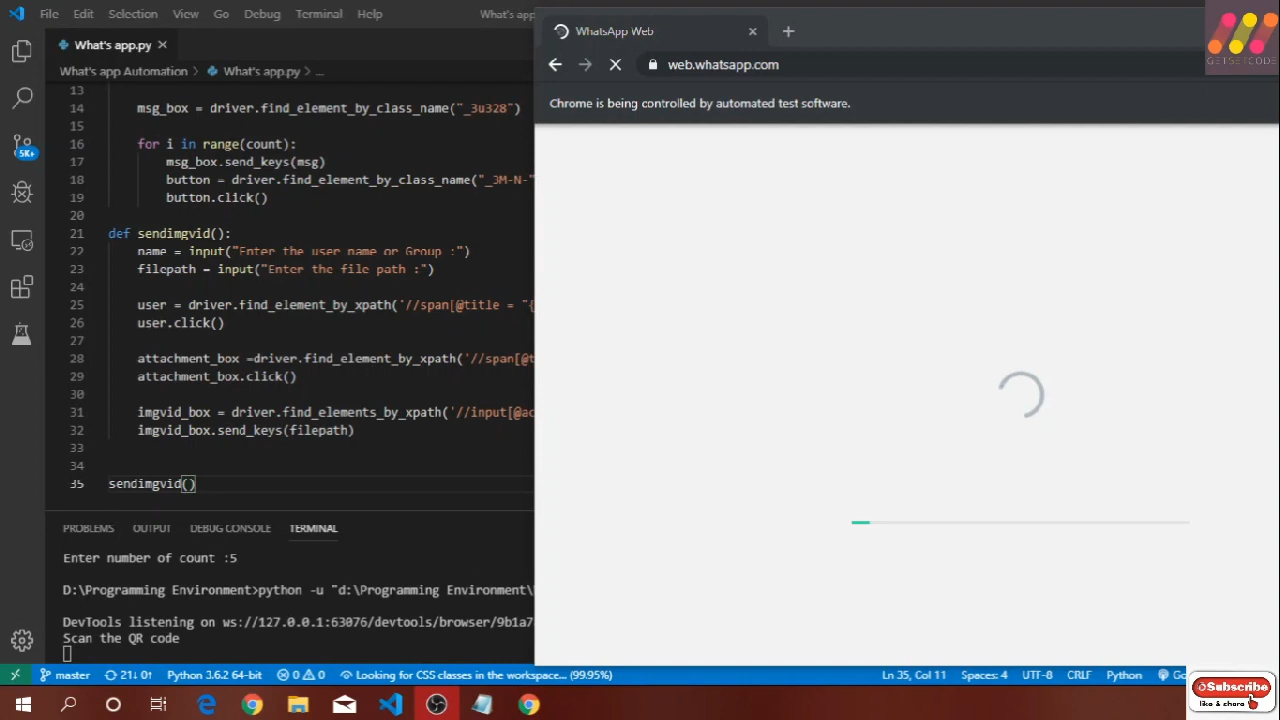 File Edit Selection View Go Debug Terminal Help What's ap
What's app.py
What's app Automation > What's app.py > ...
13
14 msg_box = driver.find_element_by_class_name("_3u328")
15
16 for i in range(count):
17 msg_box.send_keys(msg)
18 button = driver.find_element_by_class_name("_3M-N-"
19 button.click()
20
21 def sendimgvid():
22 name = input("Enter the user name or Group :")
23 filepath = input("Enter the file path :")
24
25 user = driver.find_element_by_xpath('//span[@title = "{
26 user.click()
27
28 attachment_box =driver.find_element_by_xpath('//span[@t
29 attachment_box.click()
30
31 imgvid_box = driver.find_elements_by_xpath('//input[@ac
32 imgvid_box.send_keys(filepath)
33
34
35 sendimgvid()
PROBLEMS OUTPUT DEBUG CONSOLE TERMINAL
Enter number of count :5
D:\Programming Environment>python -u "d:\Programming Environment\
DevTools listening on ws://127.0.0.1:63076/devtools/browser/9b1a7
Scan the QR code
5K+
master 21↓ 0↑ Python 3.6.2 64-bit 0 0 Looking for CSS classes in the workspace... (99.95%) Ln 35, Col 11 Spaces: 4 UTF-8 CRLF Python Go
WhatsApp Web
web.whatsapp.com
Chrome is being controlled by automated test software.
GETSETCODE
Subscribe
like & share